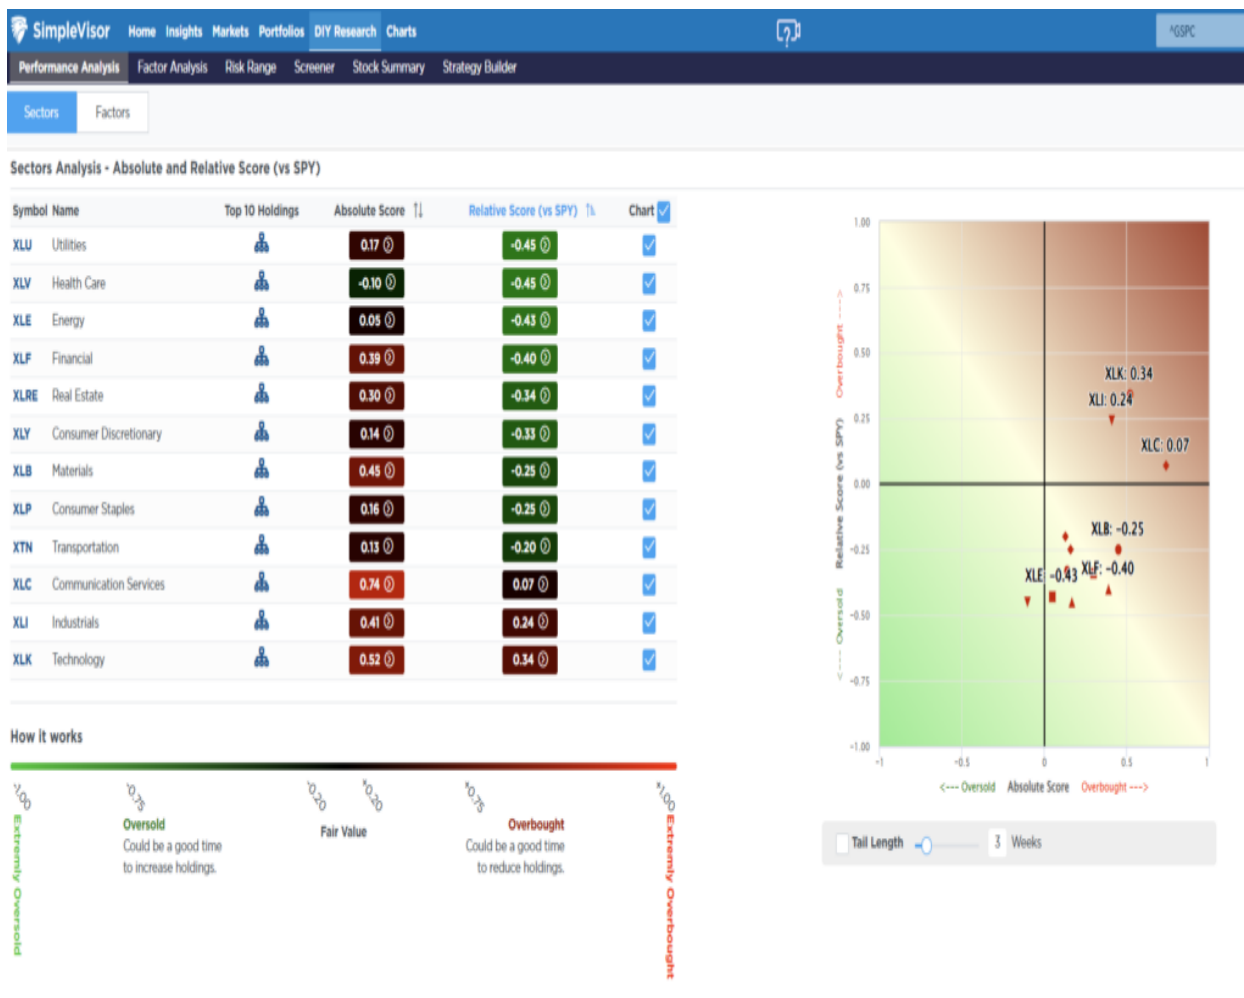 SimpleVisor Home Insights Markets Portfolios DIY Research Charts ^GSPC
Performance Analysis Factor Analysis Risk Range Screener Stock Summary Strategy Builder
Sectors Factors
Sectors Analysis - Absolute and Relative Score (vs SPY)
Symbol Name Top 10 Holdings Absolute Score Relative Score (vs SPY) Chart
XLU Utilities 0.17 -0.45
XLV Health Care -0.10 -0.45
XLE Energy 0.05 -0.43
XLF Financial 0.39 -0.40
XLRE Real Estate 0.30 -0.34
XLY Consumer Discretionary 0.14 -0.33
XLB Materials 0.45 -0.25
XLP Consumer Staples 0.16 -0.25
XTN Transportation 0.13 -0.20
XLC Communication Services 0.74 0.07
XLI Industrials 0.41 0.24
XLK Technology 0.52 0.34
How it works
-1.00 -0.75 -0.20 +0.20 +0.75 +1.00
Extremly Oversold
Oversold
Could be a good time
to increase holdings.
Fair Value
Overbought
Could be a good time
to reduce holdings.
Extremly Overbought
<--- Oversold Relative Score (vs SPY) Overbought --->
1.00
0.75
0.50
0.25
0.00
-0.25
-0.50
-0.75
-1.00
XLK: 0.34
XLI: 0.24
XLC: 0.07
XLB: -0.25
XLF: -0.40
XLE: -0.43
-1 -0.5 0 0.5 1
<--- Oversold Absolute Score Overbought --->
Tail Length 3 Weeks